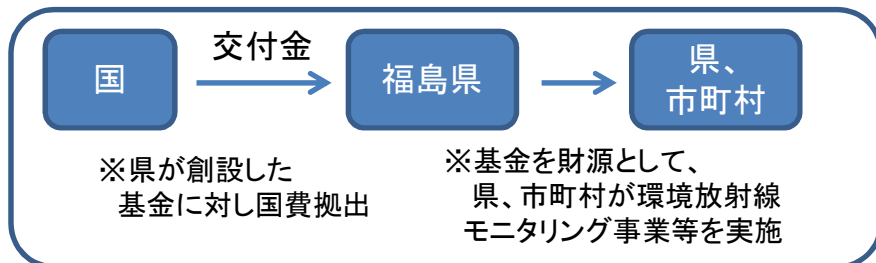 国
交付金
福島県
県、
市町村
※県が創設した
基金に対し国費拠出
※基金を財源として、
県、市町村が環境放射線
モニタリング事業等を実施